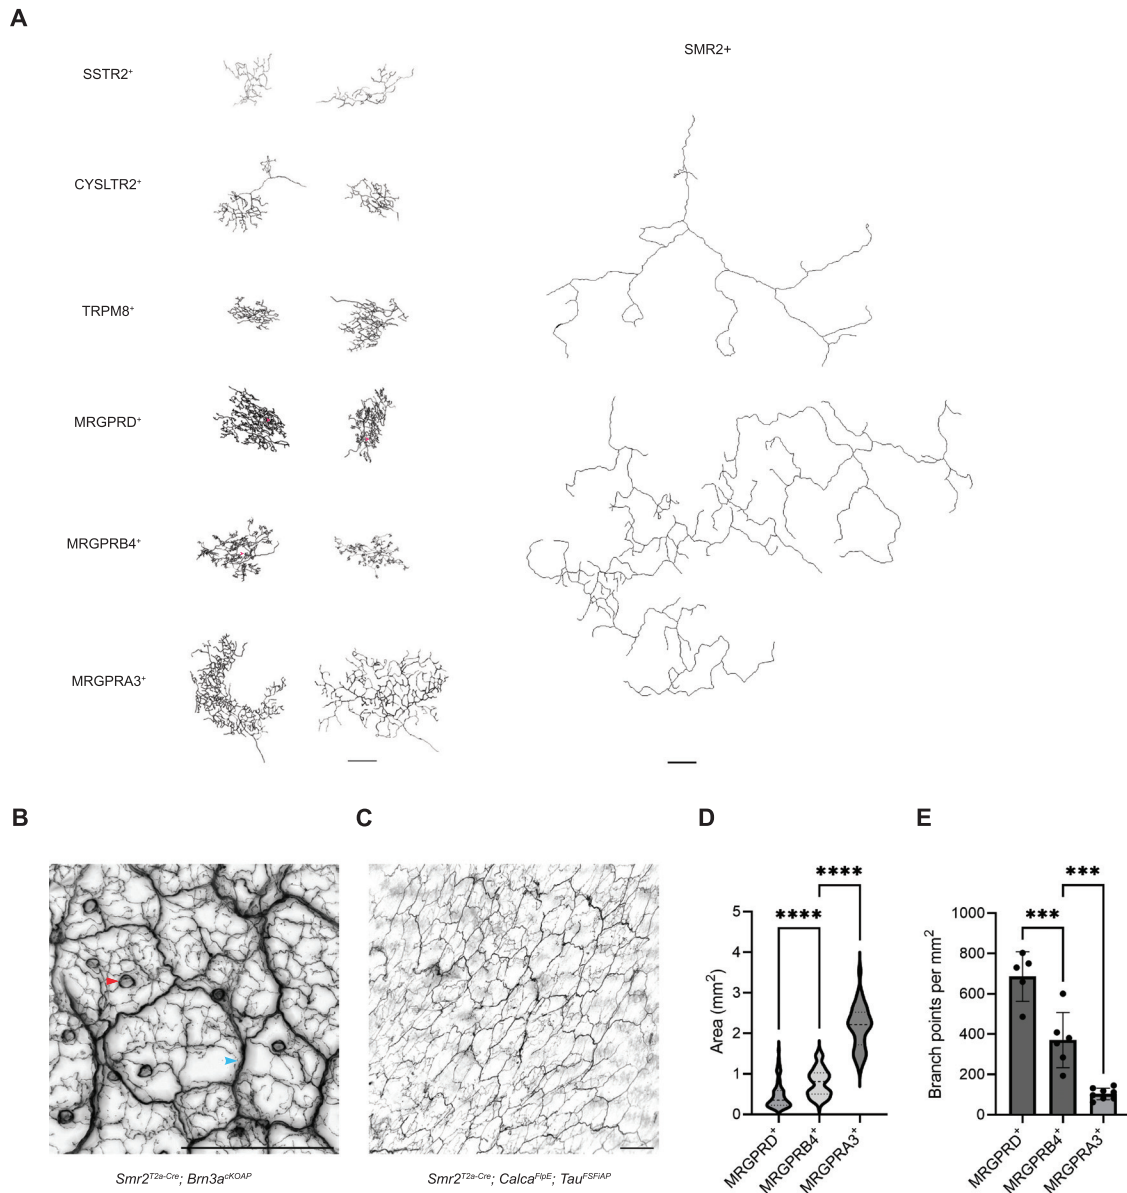 A
SSTR2⁺
SMR2+
CYSLTR2⁺
TRPM8⁺
MRGPRD⁺
MRGPRB4⁺
MRGPRA3⁺
B
C
D
E
Smr2ᵀ²ᵃ⁻ᶜʳᵉ; Brn3aᶜᴷᴼᴬᴾ
Smr2ᵀ²ᵃ⁻ᶜʳᵉ; Calcaᶠˡᵖᴱ; Tauᶠˢᶠⁱᴬᴾ
****
****
5
4
3
2
1
0
Area (mm²)
MRGPRD⁺
MRGPRB4⁺
MRGPRA3⁺
***
***
1000
800
600
400
200
0
Branch points per mm²
MRGPRD⁺
MRGPRB4⁺
MRGPRA3⁺